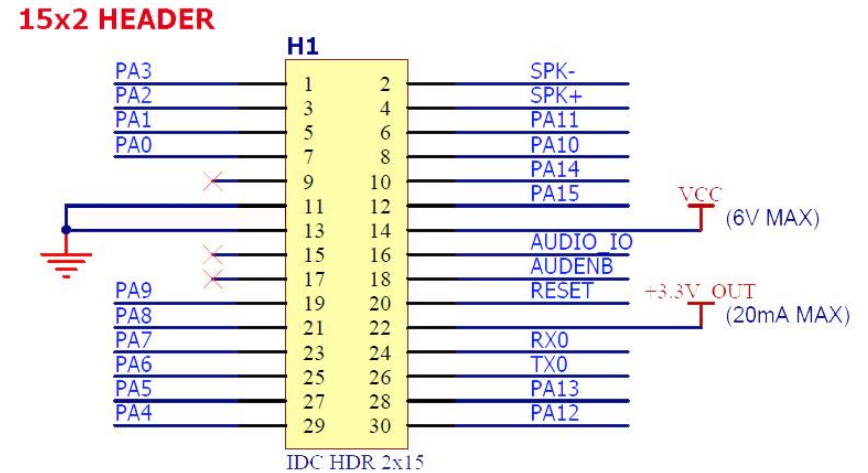 15x2 HEADER
H1
PA3 1 2 SPK-
PA2 3 4 SPK+
PA1 5 6 PA11
PA0 7 8 PA10
9 10 PA14
11 12 PA15 VCC
13 14 (6V MAX)
15 16 AUDIO_IO
17 18 AUDENB
PA9 19 20 RESET +3.3V_OUT
PA8 21 22 (20mA MAX)
PA7 23 24 RX0
PA6 25 26 TX0
PA5 27 28 PA13
PA4 29 30 PA12
IDC HDR 2x15